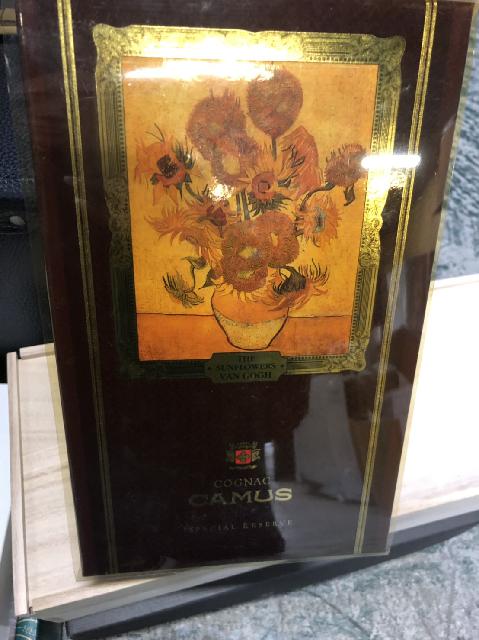 THE
SUNFLOWERS
VAN GOGH
COGNAC
CAMUS
SPECIAL RESERVE